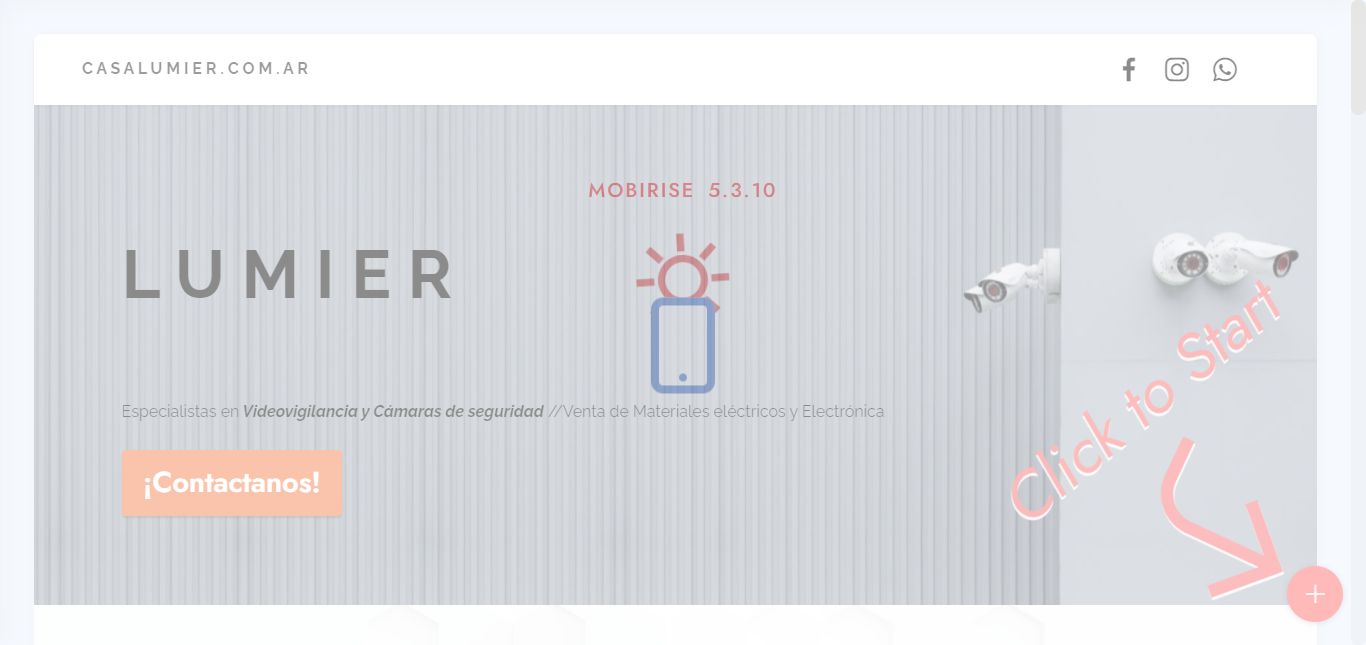 CASALUMIER.COM.AR
MOBIRISE 5.3.10
LUMIER
Click to Start
Especialistas en Videovigilancia y Cámaras de seguridad //Venta de Materiales eléctricos y Electrónica
¡Contactanos!